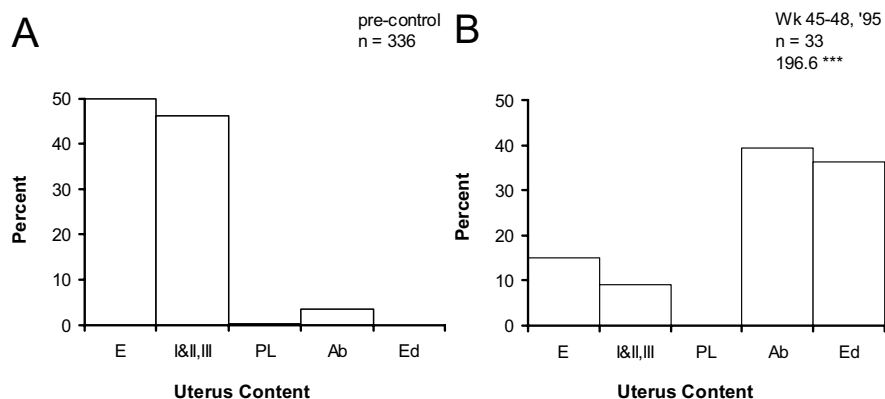 A
pre-control
n = 336
50
40
30
20
10
0
Percent
E I&II,III PL Ab Ed
Uterus Content
B
Wk 45-48, '95
n = 33
196.6 ***
50
40
30
20
10
0
Percent
E I&II,III PL Ab Ed
Uterus Content